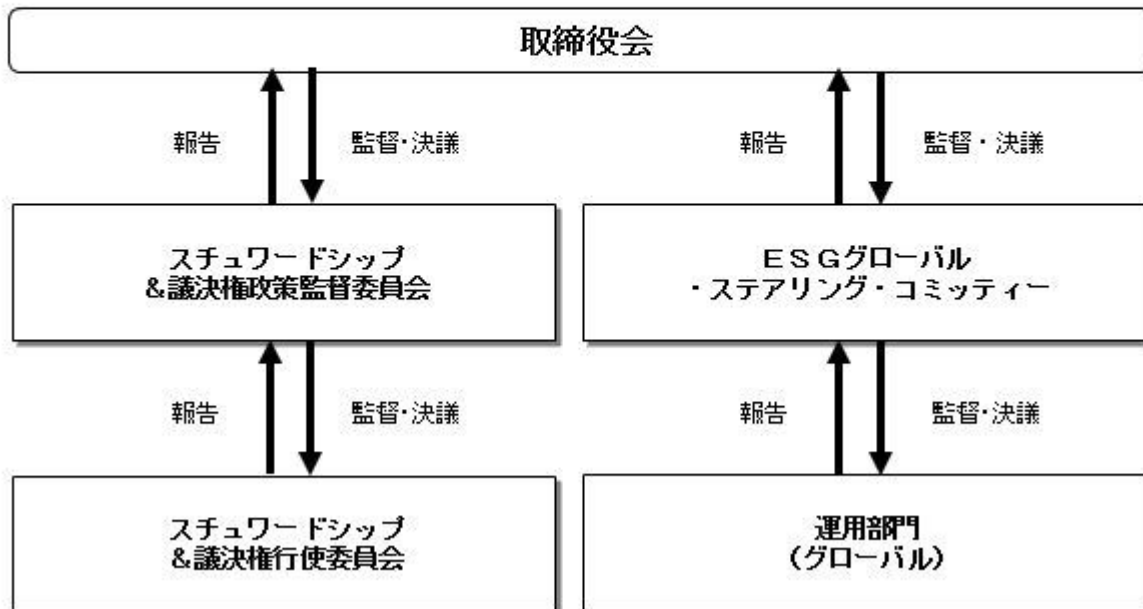 取締役会
報告
監督・決議
報告
監督・決議
スチュワードシップ
&議決権政策監督委員会
ESGグローバル
・ステアリング・コミッティー
報告
監督・決議
報告
監督・決議
スチュワードシップ
&議決権行使委員会
運用部門
(グローバル)